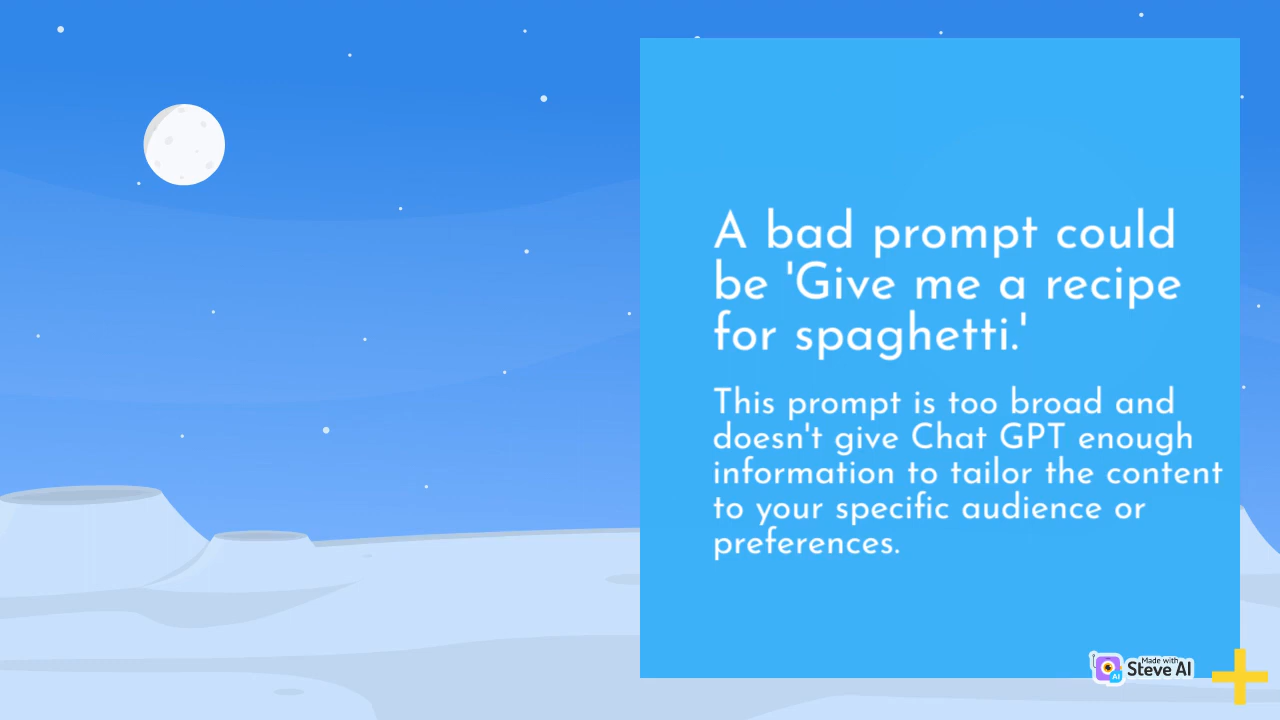 A bad prompt could
be 'Give me a recipe
for spaghetti.'
This prompt is too broad and
doesn't give Chat GPT enough
information to tailor the content
to your specific audience or
preferences.
Made with
Steve AI
AI